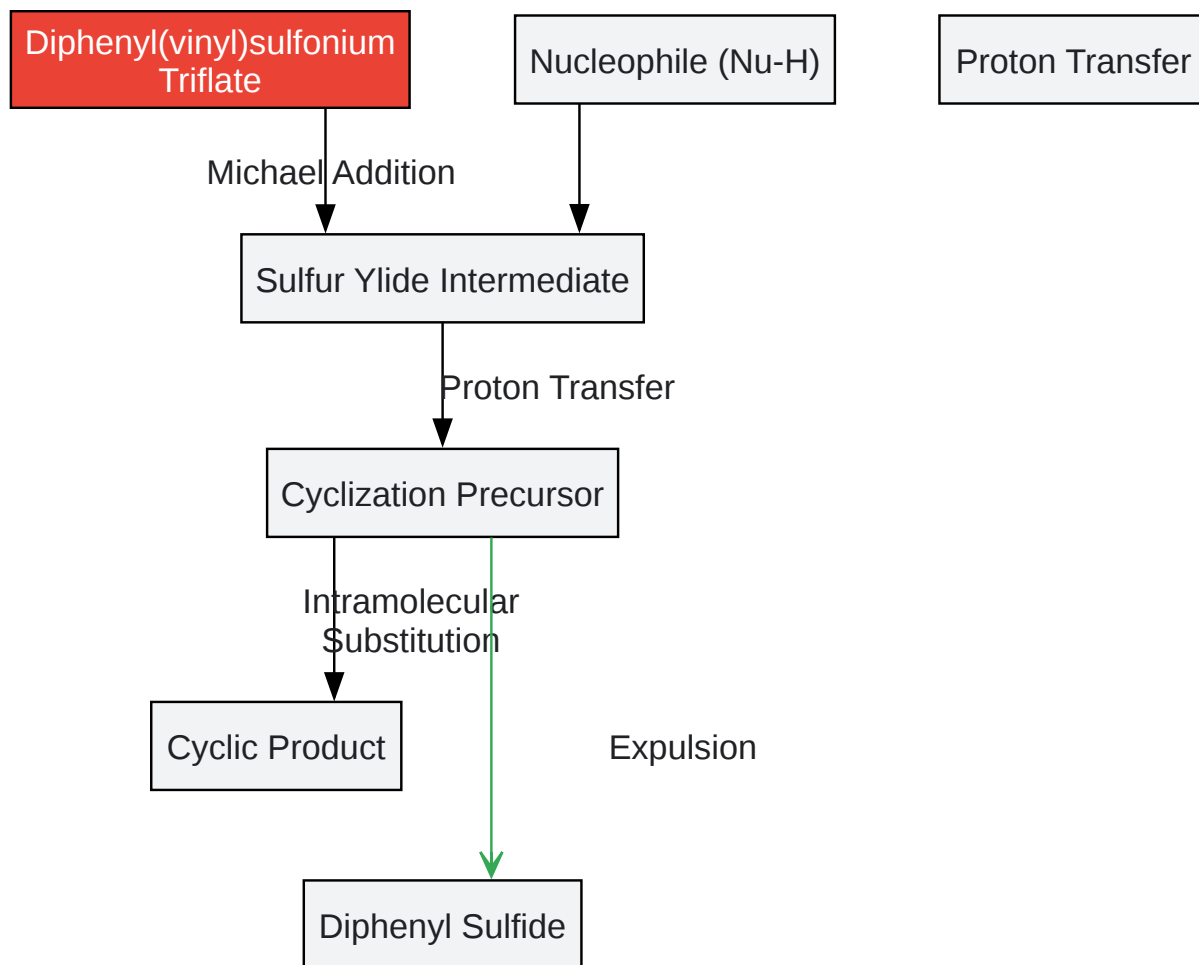 Diphenyl(vinyl)sulfonium
Triflate
Nucleophile (Nu-H)
Proton Transfer
Michael Addition
Sulfur Ylide Intermediate
Proton Transfer
Cyclization Precursor
Intramolecular
Substitution
Cyclic Product
Expulsion
Diphenyl Sulfide